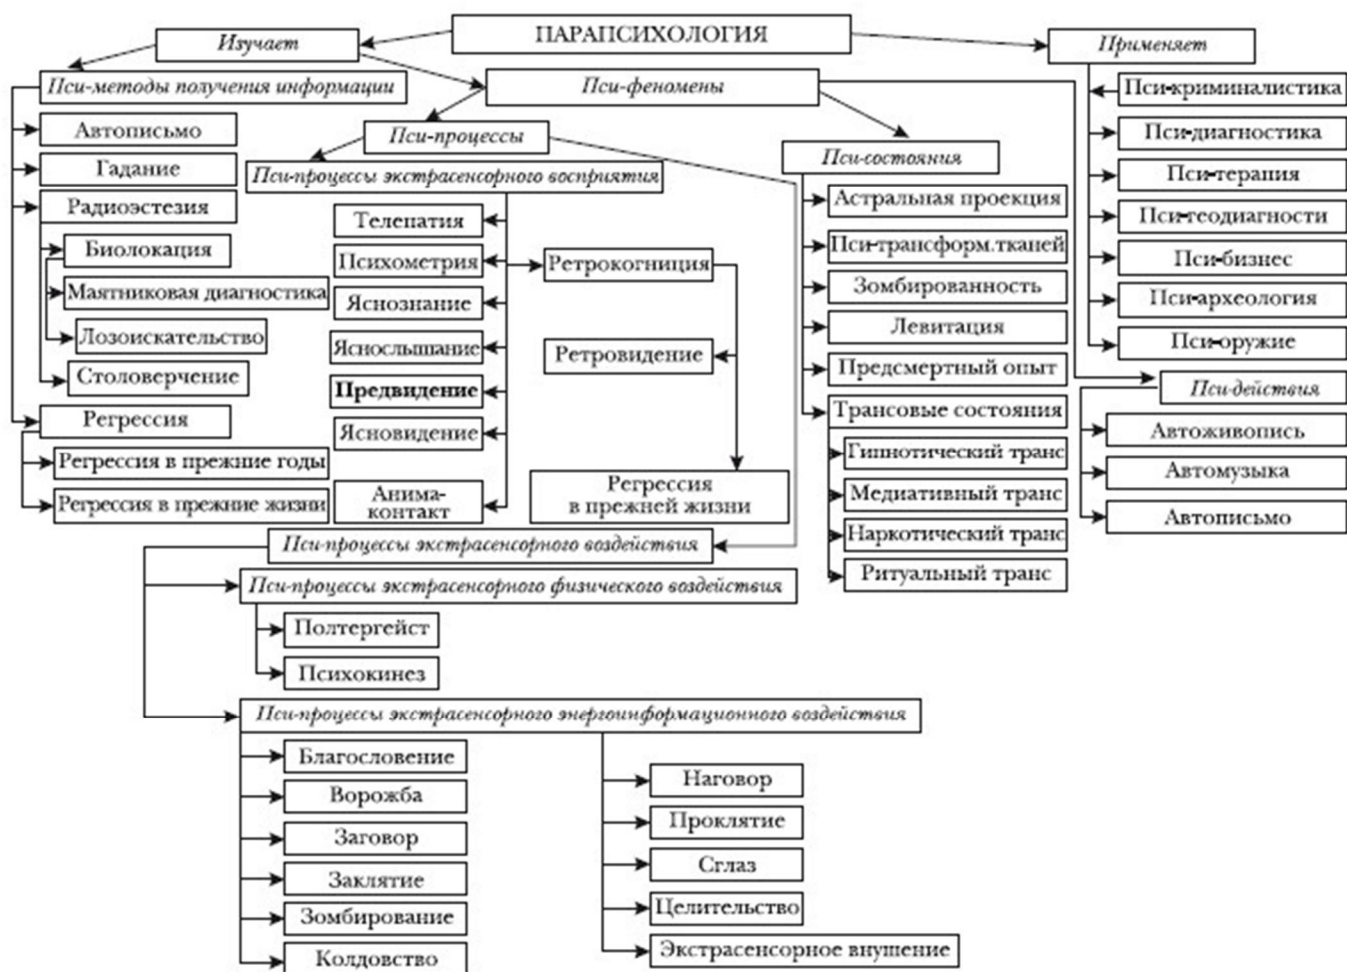 ПАРАПСИХОЛОГИЯ
Изучает
Применяет
Пси-методы получения информации
Автописьмо
Гадание
Радиоэстезия
Биолокация
Маятниковая диагностика
Лозоискательство
Столоверчение
Регрессия
Регрессия в прежние годы
Регрессия в прежние жизни
Пси-феномены
Пси-процессы
Пси-процессы экстрасенсорного восприятия
Телепатия
Психометрия
Яснознание
Яснослышание
Предвидение
Ясновидение
Анима-
контакт
Ретрокогниция
Ретровидение
Регрессия
в прежней жизни
Пси-состояния
Астральная проекция
Пси-трансформ.тканей
Зомбированность
Левитация
Предсмертный опыт
Трансовые состояния
Гипнотический транс
Медиативный транс
Наркотический транс
Ритуальный транс
Пси-криминалистика
Пси-диагностика
Пси-терапия
Пси-геодиагности
Пси-бизнес
Пси-археология
Пси-оружие
Пси-действия
Автоживопись
Автомузыка
Автописьмо
Пси-процессы экстрасенсорного воздействия
Пси-процессы экстрасенсорного физического воздействия
Полтергейст
Психокинез
Пси-процессы экстрасенсорного энергоинформационного воздействия
Благословение
Ворожба
Заговор
Заклятие
Зомбирование
Колдовство
Наговор
Проклятие
Сглаз
Целительство
Экстрасенсорное внушение